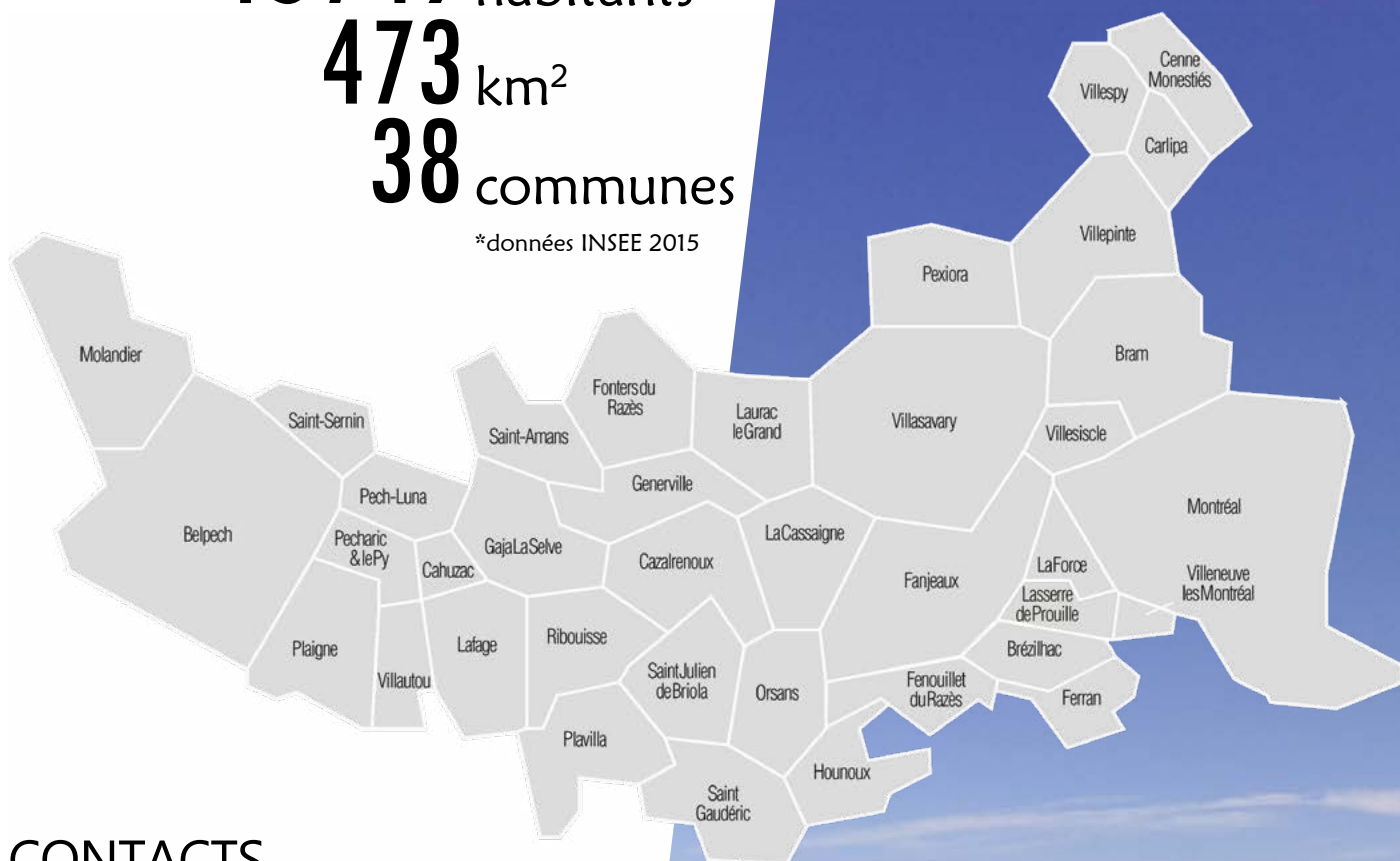 habitants
473 km²
38 communes
*données INSEE 2015
Cenne
Monestiés
Villespy
Carlipa
Villepinte
Pexiora
Bram
Molandier
Fonters du
Razès
Laurac
le Grand
Villasavary
Villesiscle
Saint-Sernin
Saint-Amans
Generville
Pech-Luna
Montréal
Belpech
Pecharic
& le Py
Cahuzac
Gaja La Selve
Cazalrenoux
La Cassaigne
Fanjeaux
La Force
Villeneuve
les Montréal
Lasserre
de Prouille
Plaigne
Villautou
Lafage
Ribouisse
Saint Julien
de Briola
Orsans
Brézilhac
Fenouillet
du Razès
Ferran
Plavilla
Hounoux
Saint
Gaudéric
CONTACTS